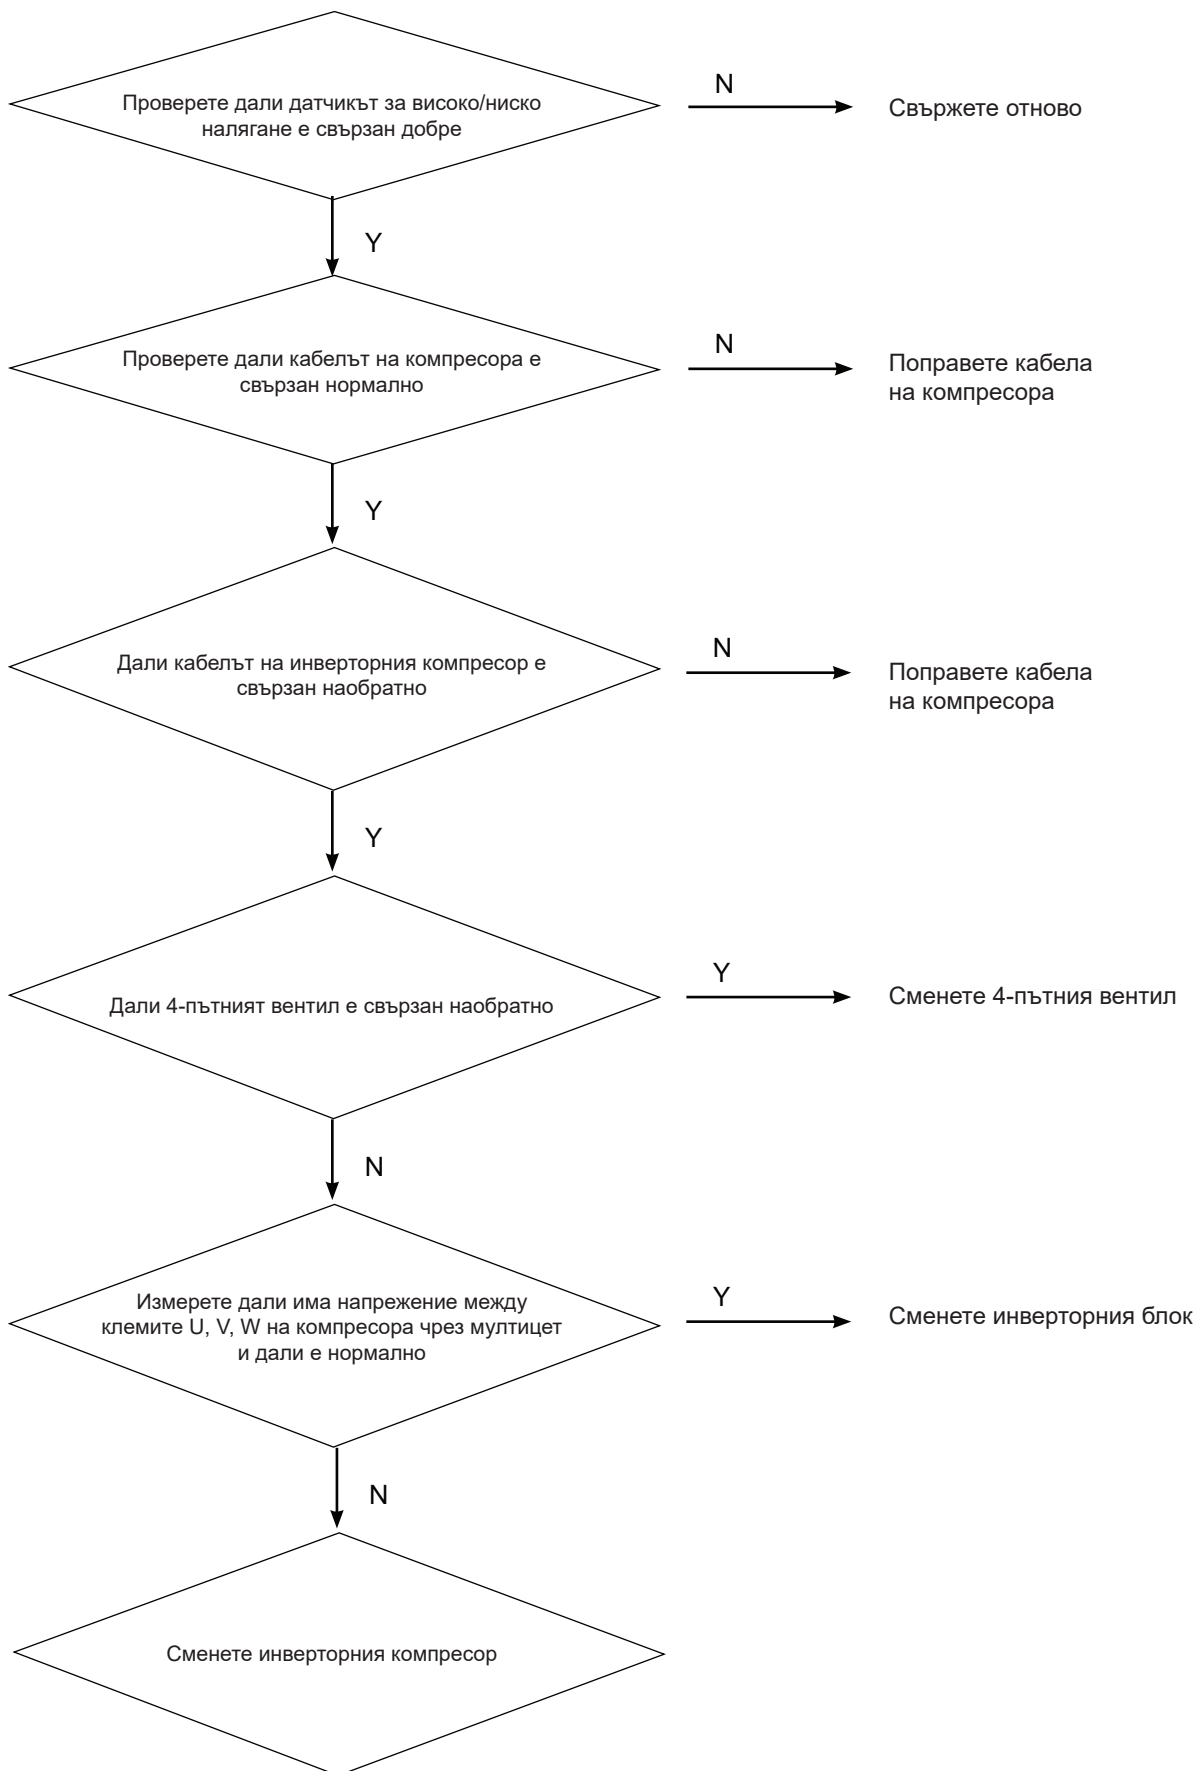 Проверете дали датчикът за високо/ниско
налягане е свързан добре
N
Свържете отново
Y
Проверете дали кабелът на компресора е
свързан нормално
N
Поправете кабела
на компресора
Y
Дали кабелът на инверторния компресор е
свързан наобратно
N
Поправете кабела
на компресора
Y
Дали 4-пътният вентил е свързан наобратно
Y
Сменете 4-пътния вентил
N
Измерете дали има напрежение между
клемите U, V, W на компресора чрез мултицет
и дали е нормално
Y
Сменете инверторния блок
N
Сменете инверторния компресор